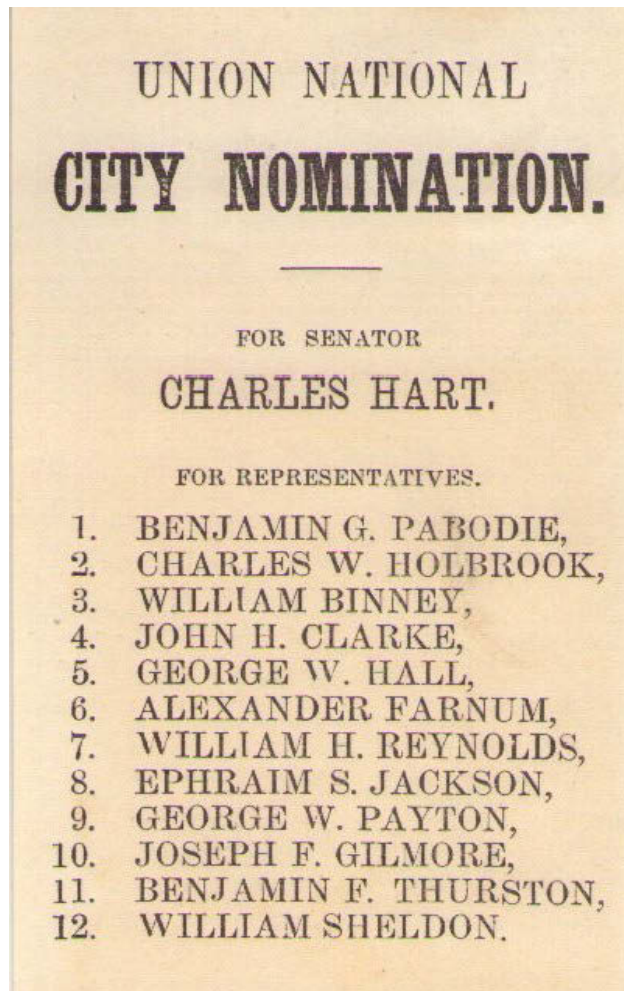 UNION NATIONAL
CITY NOMINATION.
FOR SENATOR
CHARLES HART.
FOR REPRESENTATIVES.
1. BENJAMIN G. PABODIE,
2. CHARLES W. HOLBROOK,
3. WILLIAM BINNEY,
4. JOHN H. CLARKE,
5. GEORGE W. HALL,
6. ALEXANDER FARNUM,
7. WILLIAM H. REYNOLDS,
8. EPHRAIM S. JACKSON,
9. GEORGE W. PAYTON,
10. JOSEPH F. GILMORE,
11. BENJAMIN F. THURSTON,
12. WILLIAM SHELDON.